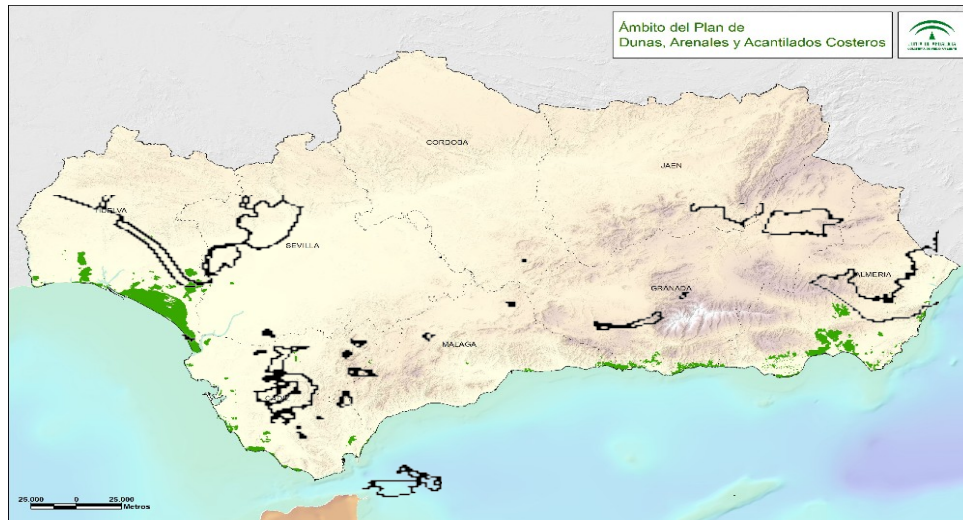 Ámbito del Plan de
Dunas, Arenales y Acantilados Costeros
CORDOBA
JAEN
HUELVA
SEVILLA
ALMERIA
GRANADA
MALAGA
25.000 0 25.000
Metros